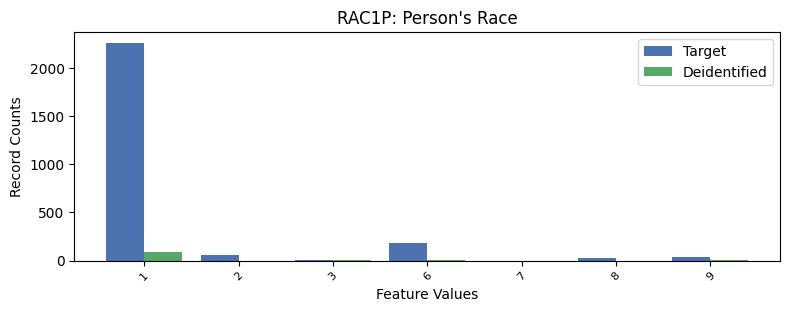 RAC1P: Person's Race
Target
Deidentified
Record Counts
2000
1500
1000
500
0
1 2 3 6 7 8 9
Feature Values